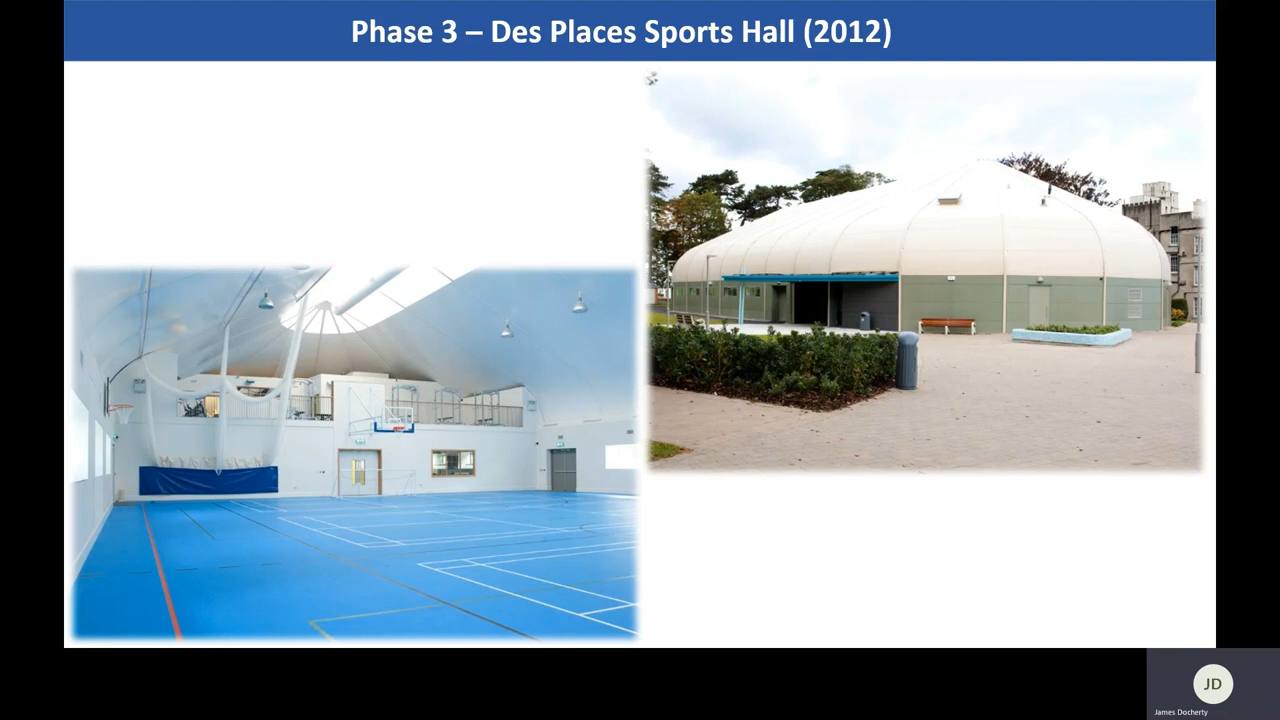 Phase 3 – Des Places Sports Hall (2012)
JD
James Docherty